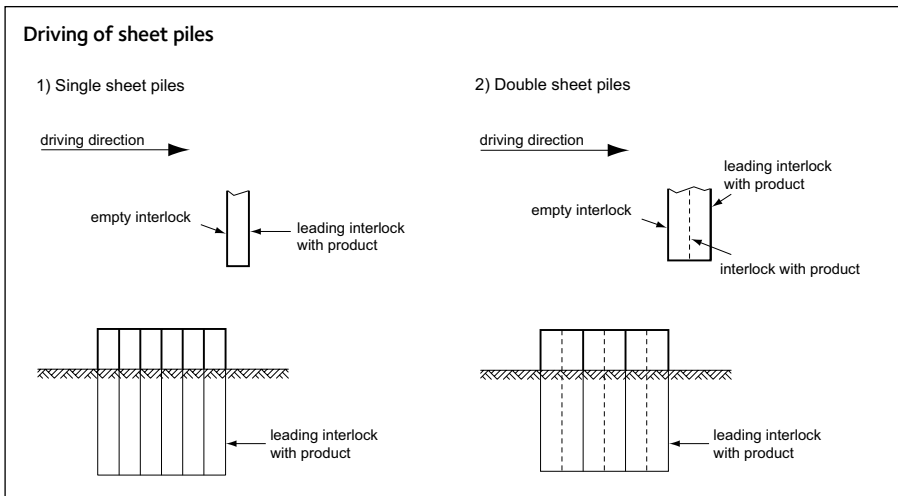 Driving of sheet piles
1) Single sheet piles
driving direction
empty interlock
leading interlock
with product
leading interlock
with product
2) Double sheet piles
driving direction
leading interlock
with product
empty interlock
interlock with product
leading interlock
with product